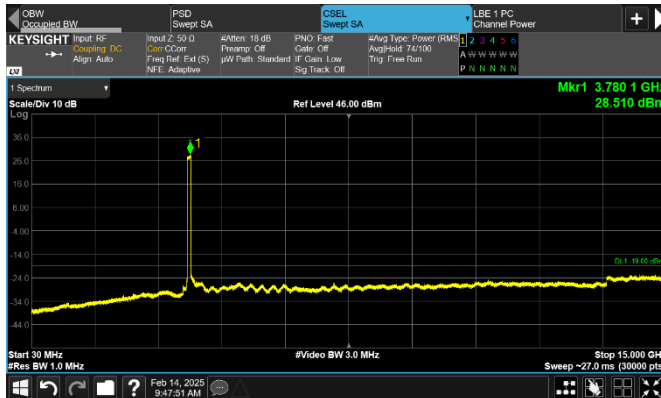 OBW
Occupied BW
PSD
Swept SA
CSEL
Swept SA
LBE 1 PC
Channel Power
KEYSIGHT
Input: RF
Coupling: DC
Align: Auto
Input Z: 50 Ω
Corr CCorr
Freq Ref: Ext (S)
NFE: Adaptive
#Atten: 18 dB
Preamp: Off
µW Path: Standard
PNO: Fast
Gate: Off
IF Gain: Low
Sig Track: Off
#Avg Type: Power (RMS
Avg|Hold: 74/100
Trig: Free Run
1 2 3 4 5 6
A W W W W W
P N N N N N
LXI
1 Spectrum
Scale/Div 10 dB
Log
Ref Level 46.00 dBm
Mkr1 3.780 1 GHz
28.510 dBm
1
36.0
26.0
16.0
6.00
-4.00
-14.0
-24.0
-34.0
-44.0
DL1 -19.00 dBm
Start 30 MHz
#Res BW 1.0 MHz
#Video BW 3.0 MHz
Stop 15.000 GH
Sweep ~27.0 ms (30000 pts
?
Feb 14, 2025
9:47:51 AM